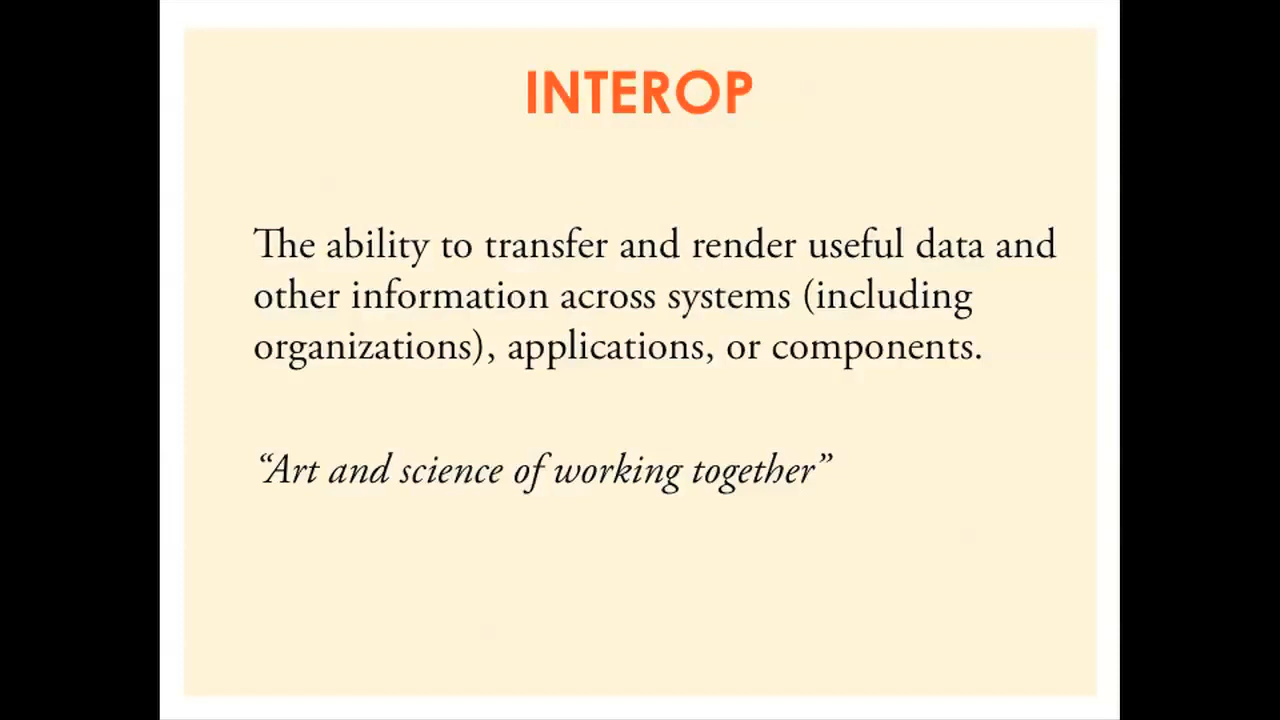 INTEROP
The ability to transfer and render useful data and
other information across systems (including
organizations), applications, or components.
“Art and science of working together”